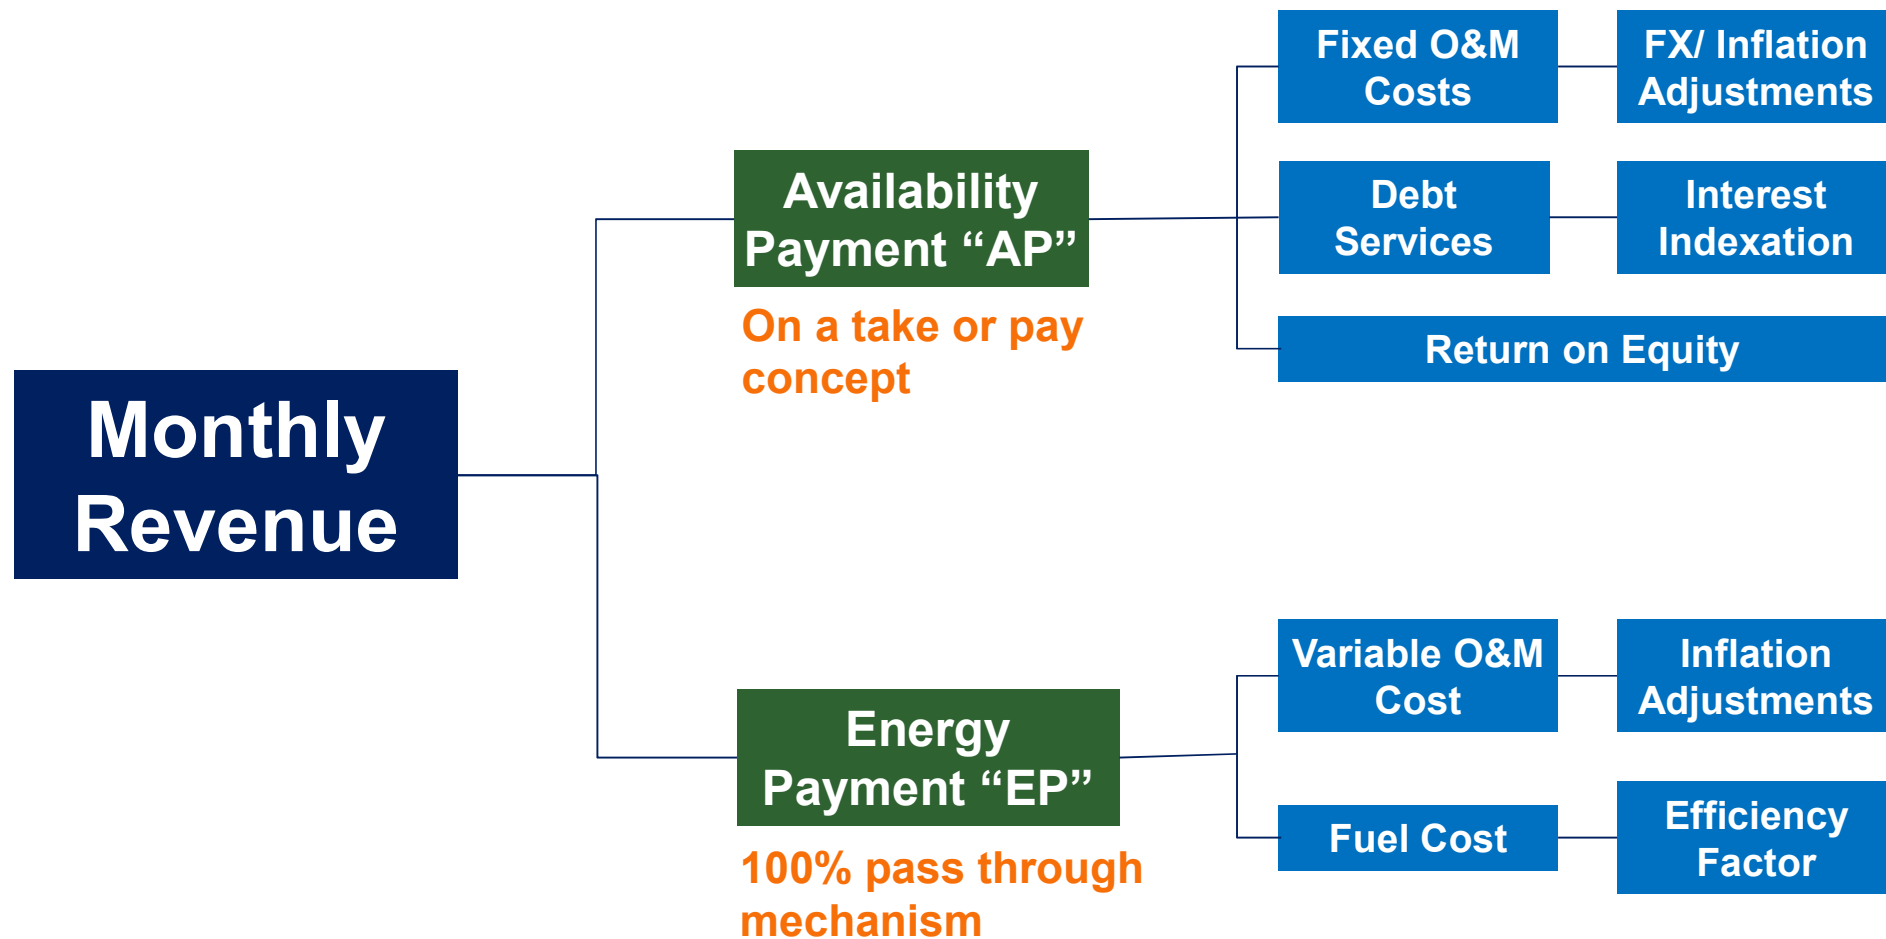 Monthly
Revenue
Availability
Payment “AP”
On a take or pay
concept
Fixed O&M
Costs
FX/ Inflation
Adjustments
Debt
Services
Interest
Indexation
Return on Equity
Energy
Payment “EP”
100% pass through
mechanism
Variable O&M
Cost
Inflation
Adjustments
Fuel Cost
Efficiency
Factor